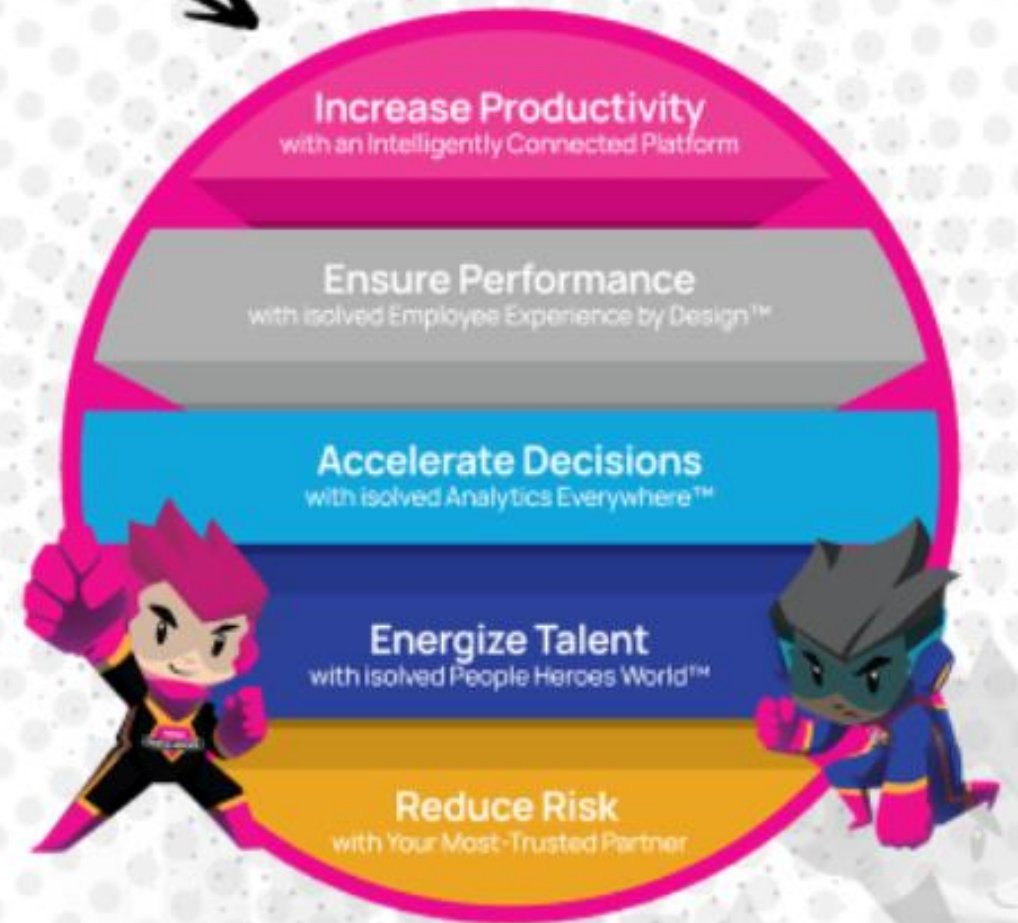 Increase Productivity
with an Intelligently Connected Platform
Ensure Performance
with isolved Employee Experience by Design™
Accelerate Decisions
with isolved Analytics Everywhere™
Energize Talent
with isolved People Heroes World™
Reduce Risk
with Your Most-Trusted Partner